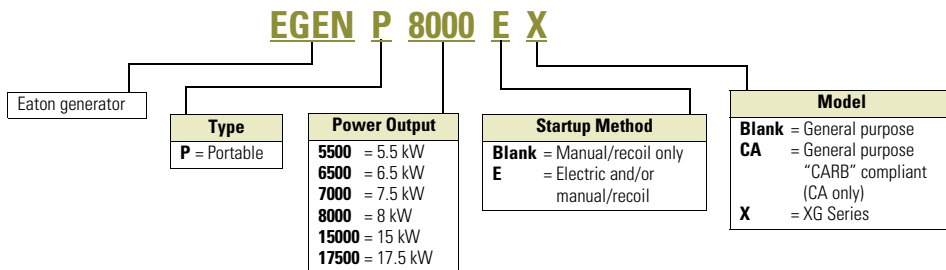 EGEN P 8000 E X
Eaton generator
Type
P = Portable
Power Output
5500 = 5.5 kW
6500 = 6.5 kW
7000 = 7.5 kW
8000 = 8 kW
15000 = 15 kW
17500 = 17.5 kW
Startup Method
Blank = Manual/recoil only
E = Electric and/or
manual/recoil
Model
Blank = General purpose
CA = General purpose
“CARB” compliant
(CA only)
X = XG Series